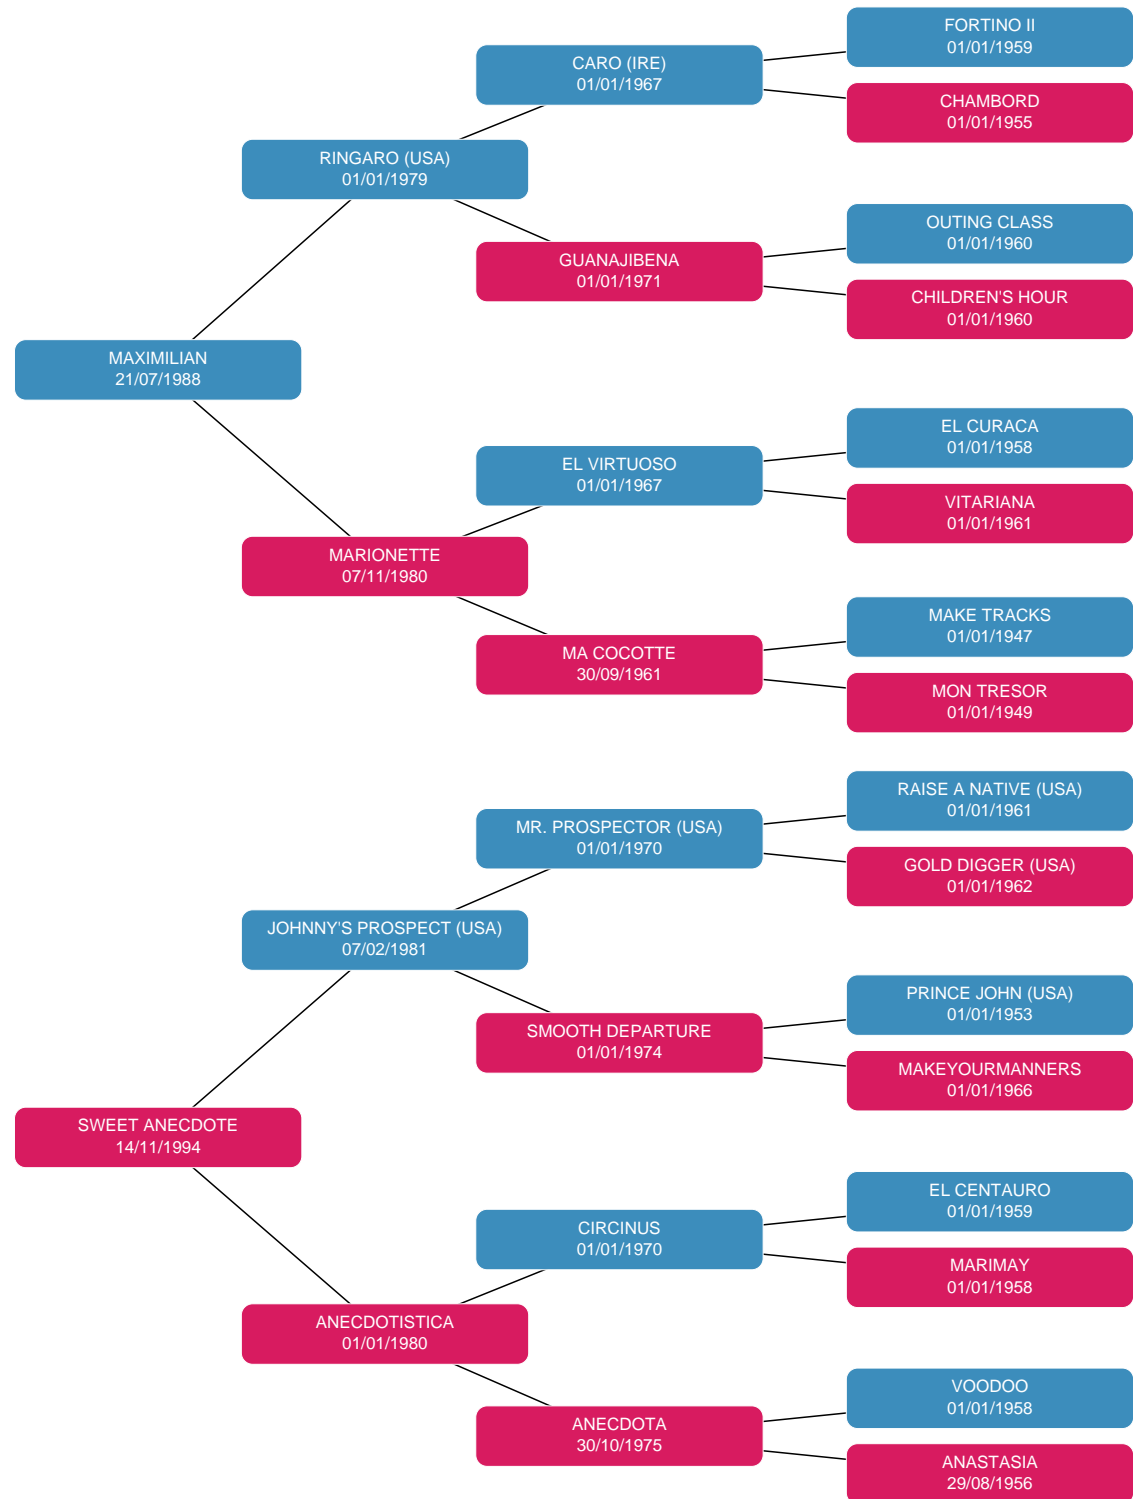 FORTINO II
01/01/1959
CARO (IRE)
01/01/1967
CHAMBORD
01/01/1955
RINGARO (USA)
01/01/1979
OUTING CLASS
01/01/1960
GUANAJIBENA
01/01/1971
CHILDREN'S HOUR
01/01/1960
MAXIMILIAN
21/07/1988
EL CURACA
01/01/1958
EL VIRTUOSO
01/01/1967
VITARIANA
01/01/1961
MARIONETTE
07/11/1980
MAKE TRACKS
01/01/1947
MA COCOTTE
30/09/1961
MON TRESOR
01/01/1949
RAISE A NATIVE (USA)
01/01/1961
MR. PROSPECTOR (USA)
01/01/1970
GOLD DIGGER (USA)
01/01/1962
JOHNNY'S PROSPECT (USA)
07/02/1981
PRINCE JOHN (USA)
01/01/1953
SMOOTH DEPARTURE
01/01/1974
MAKEYOURMANNERS
01/01/1966
SWEET ANECDOTE
14/11/1994
EL CENTAURO
01/01/1959
CIRCINUS
01/01/1970
MARIMAY
01/01/1958
ANECDOTISTICA
01/01/1980
VOODOO
01/01/1958
ANECDOTA
30/10/1975
ANASTASIA
29/08/1956